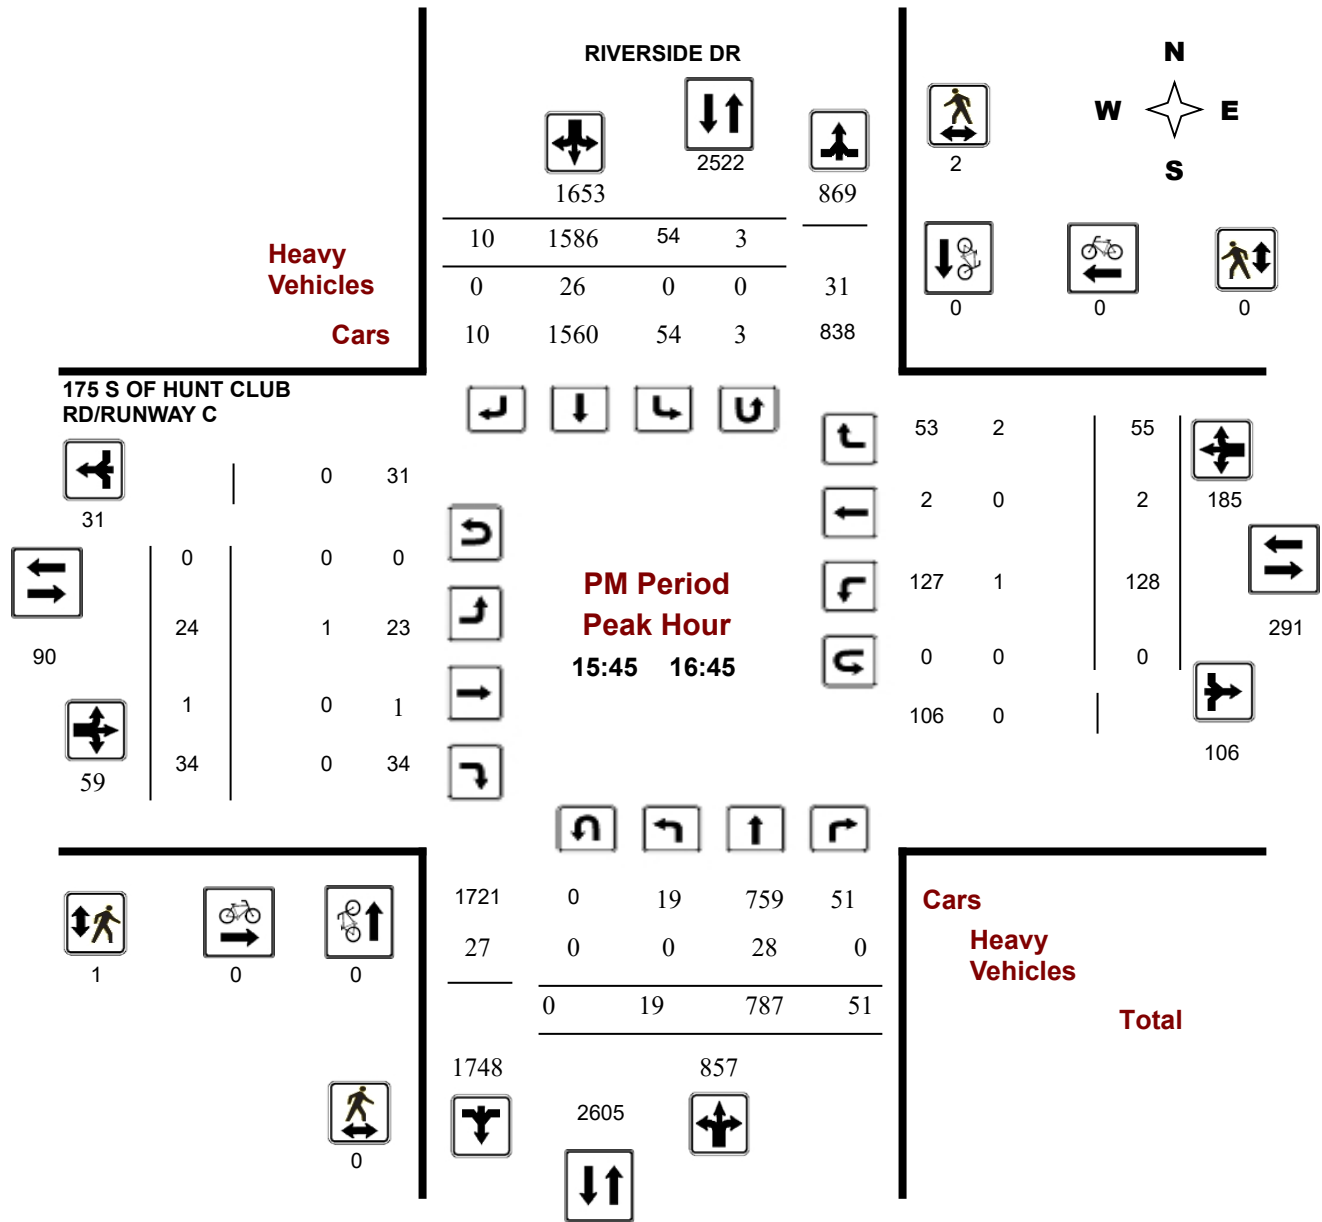 RIVERSIDE DR
N
W E
S
2522
2
1653
869
10 1586 54 3
Heavy
Vehicles
0 26 0 0 31
0 0 0
Cars
10 1560 54 3 838
175 S OF HUNT CLUB
RD/RUNWAY C
53 2 55
0 31
31
2 0 2
185
0 0 0
PM Period
127 1 128
Peak Hour
24 1 23
291
90
15:45 16:45
0 0 0
1 0 1
106 0
106
59
34 0 34
1721 0 19 759 51
Cars
27 0 0 28 0
Heavy
Vehicles
1 0 0
0 19 787 51
Total
1748
857
2605
0